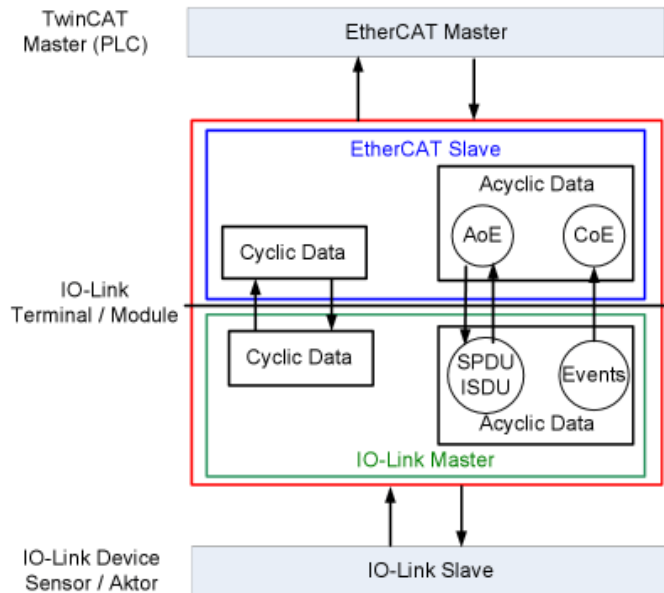 TwinCAT
Master (PLC)
EtherCAT Master
EtherCAT Slave
Acyclic Data
AoE
CoE
Cyclic Data
IO-Link
Terminal / Module
Cyclic Data
SPDU
ISDU
Events
Acyclic Data
IO-Link Master
IO-Link Device
Sensor / Aktor
IO-Link Slave